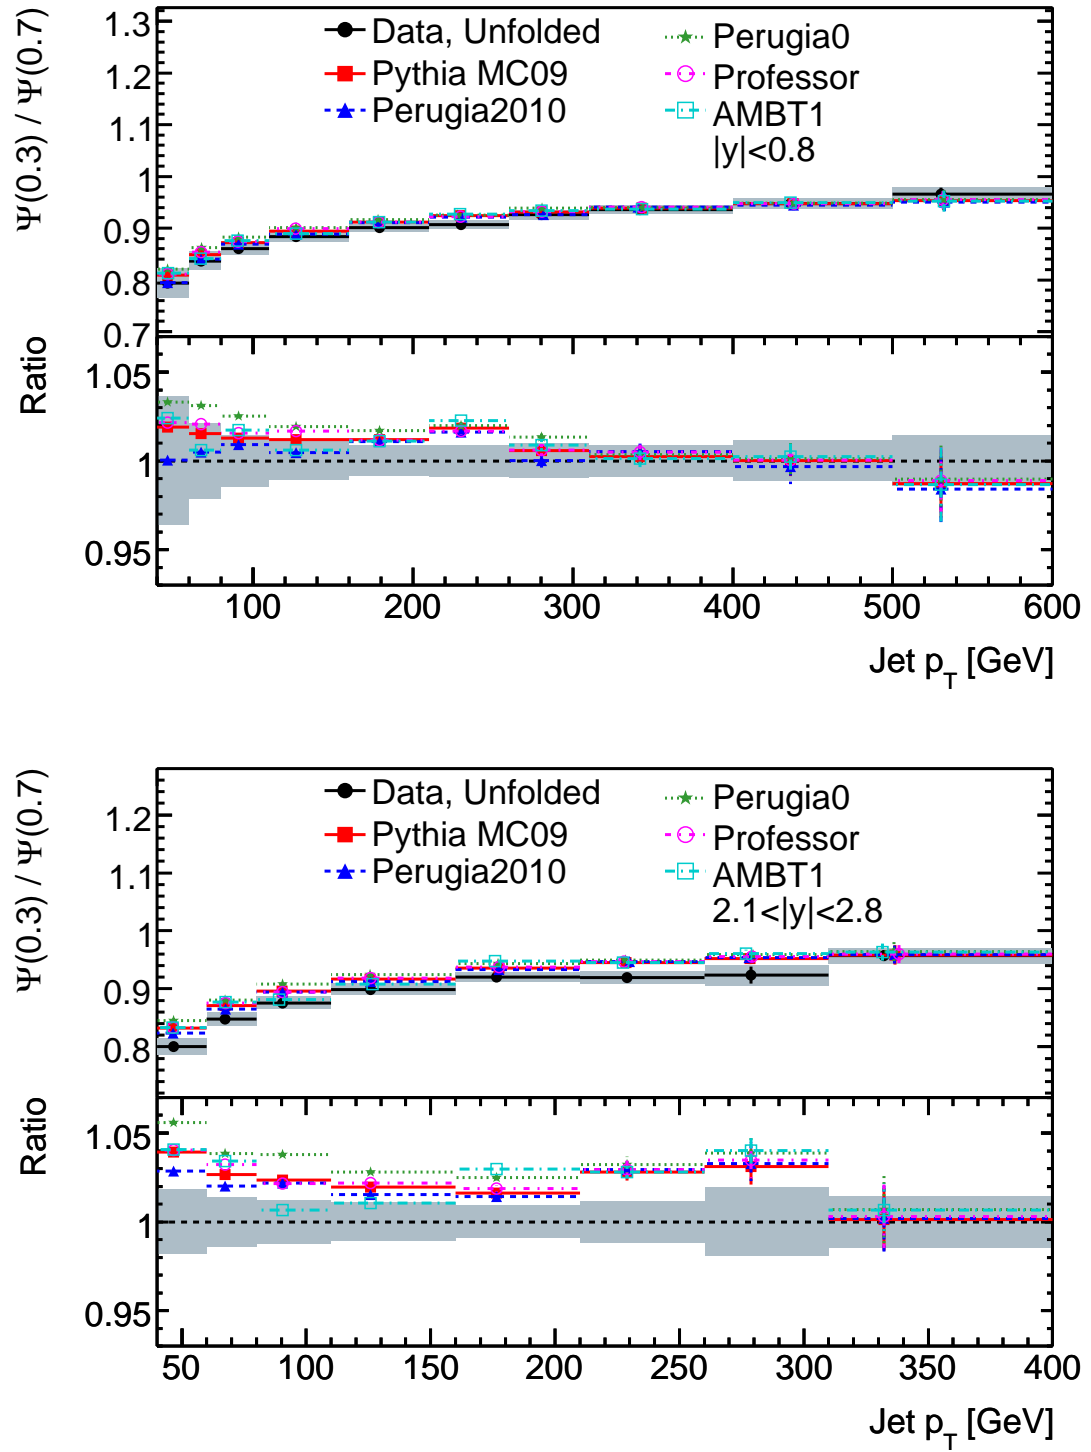 Ψ(0.3) / Ψ(0.7)
1.3
1.2
1.1
1
0.9
0.8
0.7
Data, Unfolded
Pythia MC09
Perugia2010
Perugia0
Professor
AMBT1
|y|<0.8
Ratio
1.05
1
0.95
100 200 300 400 500 600
Jet p_T [GeV]
Ψ(0.3) / Ψ(0.7)
1.2
1.1
1
0.9
0.8
Data, Unfolded
Pythia MC09
Perugia2010
Perugia0
Professor
AMBT1
2.1<|y|<2.8
Ratio
1.05
1
0.95
50 100 150 200 250 300 350 400
Jet p_T [GeV]